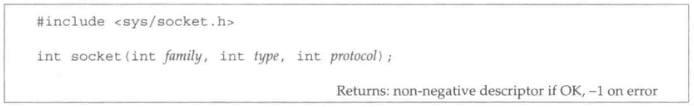 #include <sys/socket.h>
int socket(int family, int type, int protocol);
Returns: non-negative descriptor if OK, –1 on error